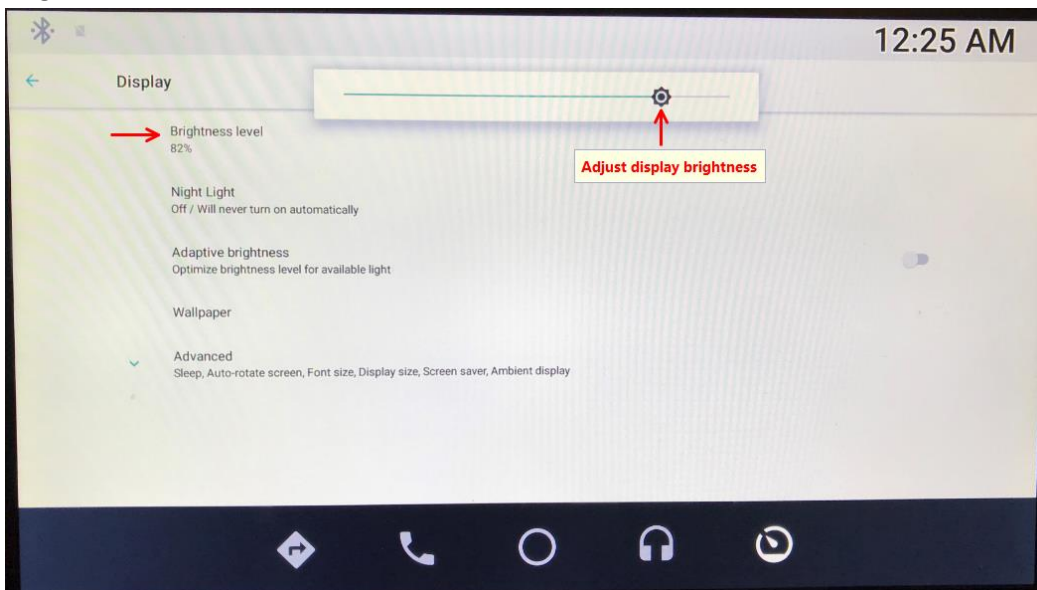 12:25 AM
Display
Brightness level
82%
Adjust display brightness
Night Light
Off / Will never turn on automatically
Adaptive brightness
Optimize brightness level for available light
Wallpaper
Advanced
Sleep, Auto-rotate screen, Font size, Display size, Screen saver, Ambient display